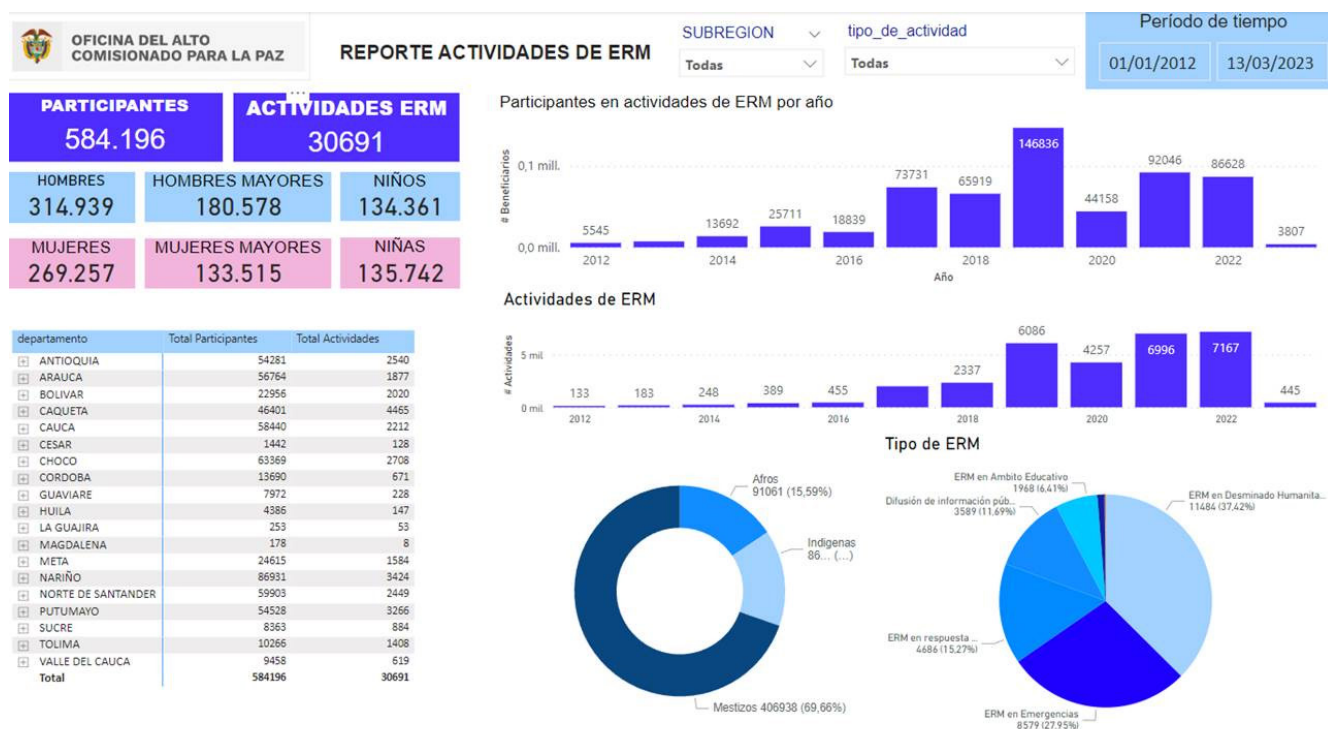 OFICINA DEL ALTO
COMISIONADO PARA LA PAZ
REPORTE ACTIVIDADES DE ERM
SUBREGION
Todas
tipo_de_actividad
Todas
Período de tiempo
01/01/2012 13/03/2023
PARTICIPANTES
584.196
ACTIVIDADES ERM
30691
HOMBRES
314.939
HOMBRES MAYORES
180.578
NIÑOS
134.361
MUJERES
269.257
MUJERES MAYORES
133.515
NIÑAS
135.742
Participantes en actividades de ERM por año
# Beneficiarios
0,1 mill.
0,0 mill.
5545
13692
25711
18839
73731
65919
146836
44158
92046
86628
3807
2012 2014 2016 2018 2020 2022
Año
Actividades de ERM
# Actividades
5 mil
0 mil
133
183
248
389
455
2337
6086
4257
6996
7167
445
2012 2014 2016 2018 2020 2022
departamento Total Participantes Total Actividades
ANTIOQUIA 54281 2540
ARAUCA 56764 1877
BOLIVAR 22956 2020
CAQUETA 46401 4465
CAUCA 58440 2212
CESAR 1442 128
CHOCO 63369 2708
CORDOBA 13690 671
GUAVIARE 7972 228
HUILA 4386 147
LA GUAJIRA 253 53
MAGDALENA 178 8
META 24615 1584
NARIÑO 86931 3424
NORTE DE SANTANDER 59903 2449
PUTUMAYO 54528 3266
SUCRE 8363 884
TOLIMA 10266 1408
VALLE DEL CAUCA 9458 619
Total 584196 30691
Afros
91061 (15,59%)
Indigenas
86... (...)
Mestizos 406938 (69,66%)
Tipo de ERM
ERM en Ambito Educativo
1968 (6,41%)
Difusión de información púb...
3589 (11,69%)
ERM en respuesta ...
4686 (15,27%)
ERM en Emergencias
8579 (27,95%)
ERM en Desminado Humanita...
11484 (37,42%)